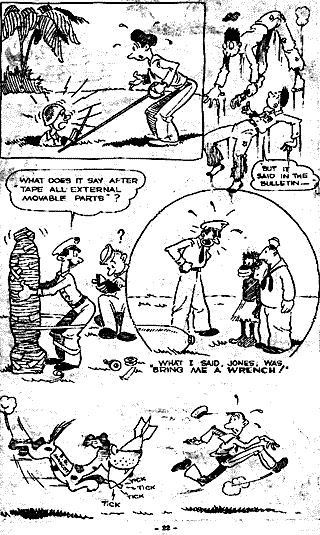 BUT IT
SAID IN THE
BULLETIN—
"WHAT DOES IT SAY AFTER
TAPE ALL EXTERNAL
MOVABLE PARTS"?
?
"WHAT I SAID, JONES, WAS
BRING ME A WRENCH!"
TICK
TICK
TICK
TICK
- 22 -